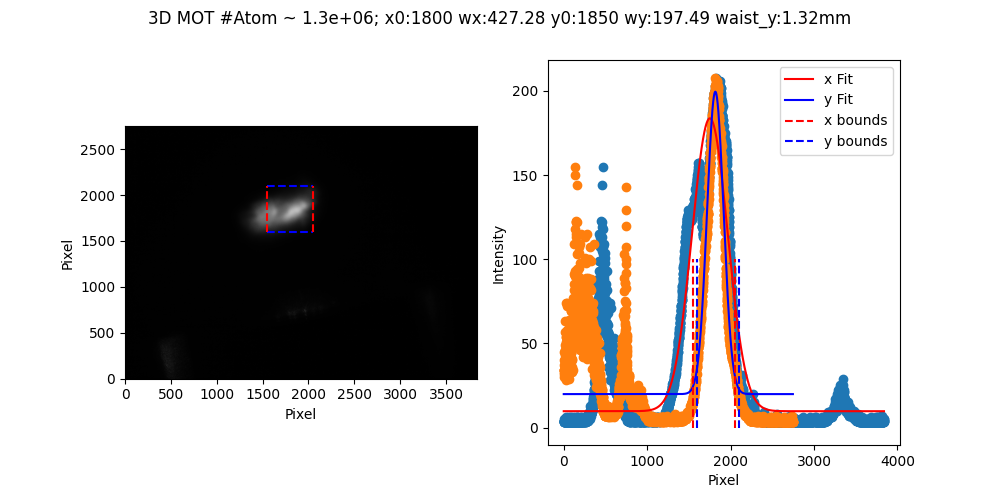 3D MOT #Atom ~ 1.3e+06; x0:1800 wx:427.28 y0:1850 wy:197.49 waist_y:1.32mm
2500
2000
1500
1000
500
0
Pixel
0 500 1000 1500 2000 2500 3000 3500
Pixel
200
150
100
50
0
Intensity
0 1000 2000 3000 4000
Pixel
x Fit
y Fit
x bounds
y bounds